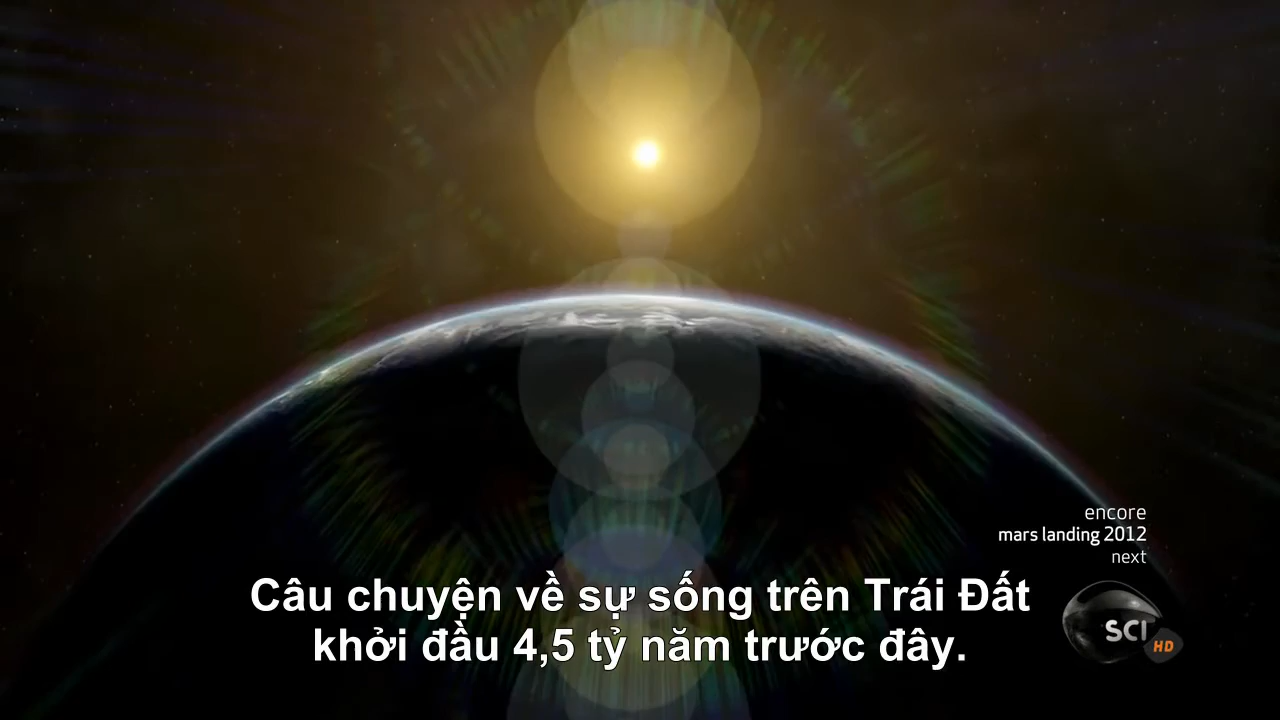 encore
mars landing 2012
next
Câu chuyện về sự sống trên Trái Đất
khởi đầu 4,5 tỷ năm trước đây.
SCI
HD